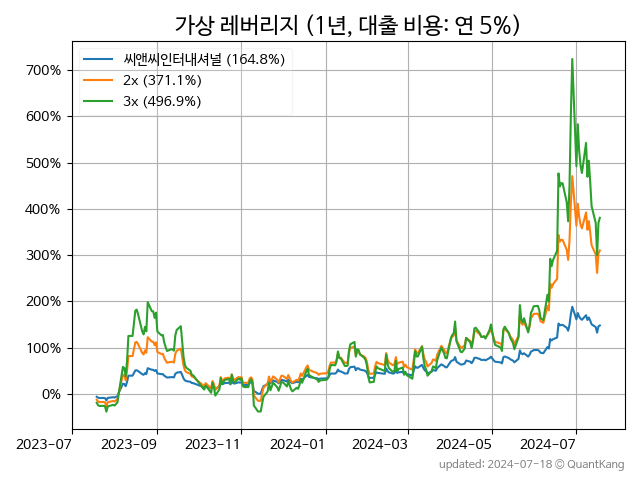 가상 레버리지 (1년, 대출 비용: 연 5%)
씨앤씨인터내셔널 (164.8%)
2x (371.1%)
3x (496.9%)
700%
600%
500%
400%
300%
200%
100%
0%
2023-07 2023-09 2023-11 2024-01 2024-03 2024-05 2024-07
updated: 2024-07-18 @ QuantKang